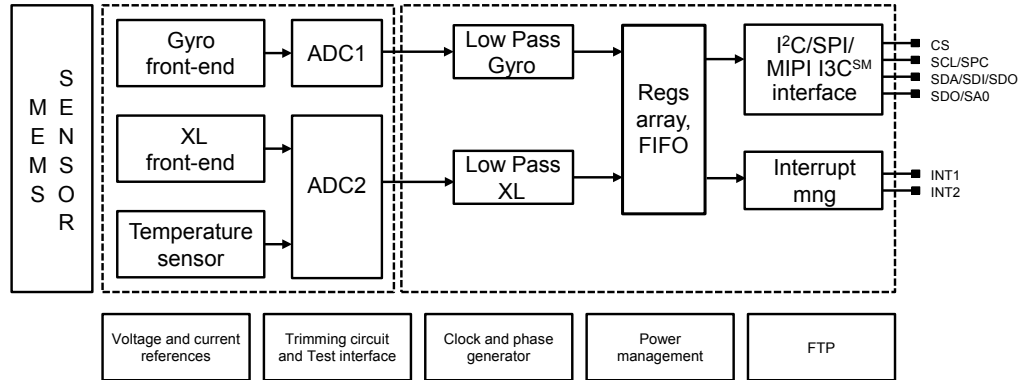 MEMS
SENSOR
Gyro
front-end
ADC1
Low Pass
Gyro
Regs
array,
FIFO
I²C/SPI/
MIPI I3C℠
interface
CS
SCL/SPC
SDA/SDI/SDO
SDO/SA0
XL
front-end
ADC2
Low Pass
XL
Interrupt
mng
INT1
INT2
Temperature
sensor
Voltage and current
references
Trimming circuit
and Test interface
Clock and phase
generator
Power
management
FTP